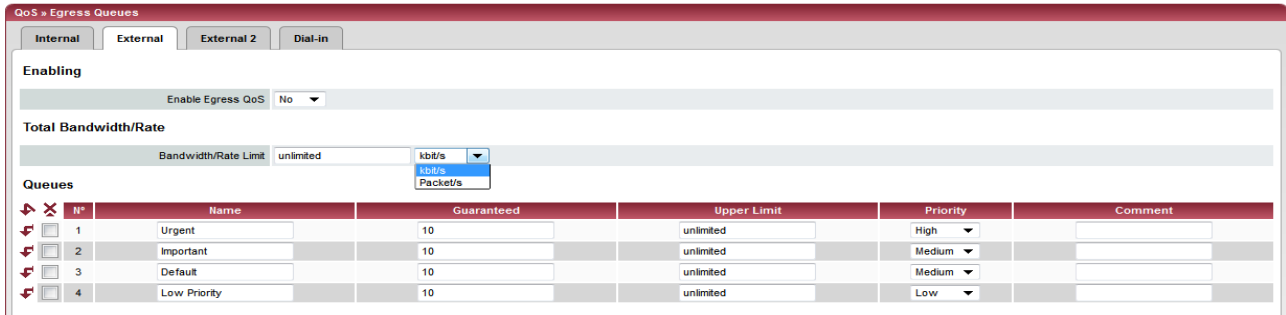 QoS » Egress Queues
Internal External External 2 Dial-in
Enabling
Enable Egress QoS No
Total Bandwidth/Rate
Bandwidth/Rate Limit unlimited kbit/s
kbit/s
Packet/s
Queues
N° Name Guaranteed Upper Limit Priority Comment
1 Urgent 10 unlimited High
2 Important 10 unlimited Medium
3 Default 10 unlimited Medium
4 Low Priority 10 unlimited Low